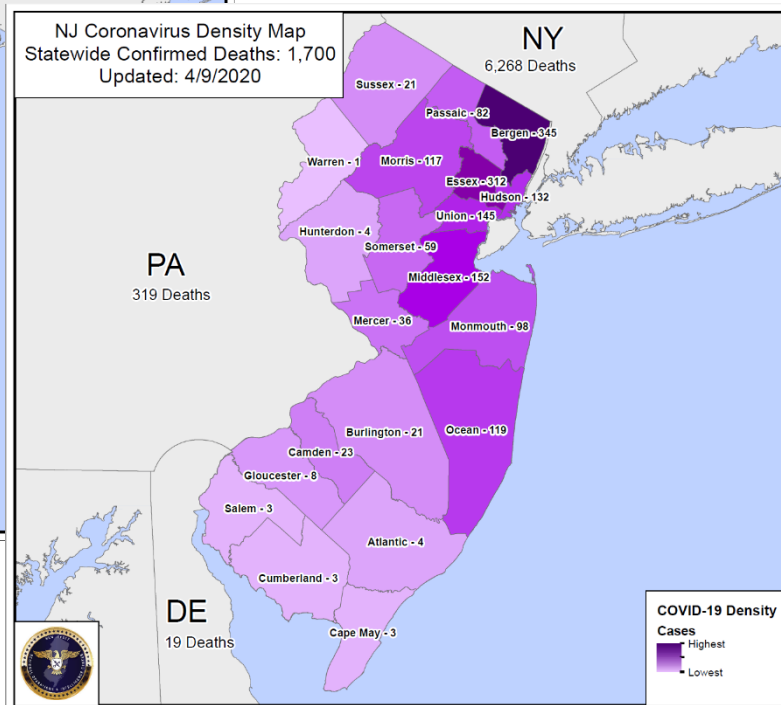 NJ Coronavirus Density Map
Statewide Confirmed Deaths: 1,700
Updated: 4/9/2020
NY
6,268 Deaths
Sussex - 21
Passaic - 82
Bergen - 345
Warren - 1
Morris - 117
Essex - 312
Hudson - 132
Union - 145
Hunterdon - 4
Somerset - 59
PA
319 Deaths
Middlesex - 152
Mercer - 36
Monmouth - 98
Burlington - 21
Ocean - 119
Camden - 23
Gloucester - 8
Salem - 3
Atlantic - 4
Cumberland - 3
DE
19 Deaths
Cape May - 3
COVID-19 Density
Cases
Highest
Lowest